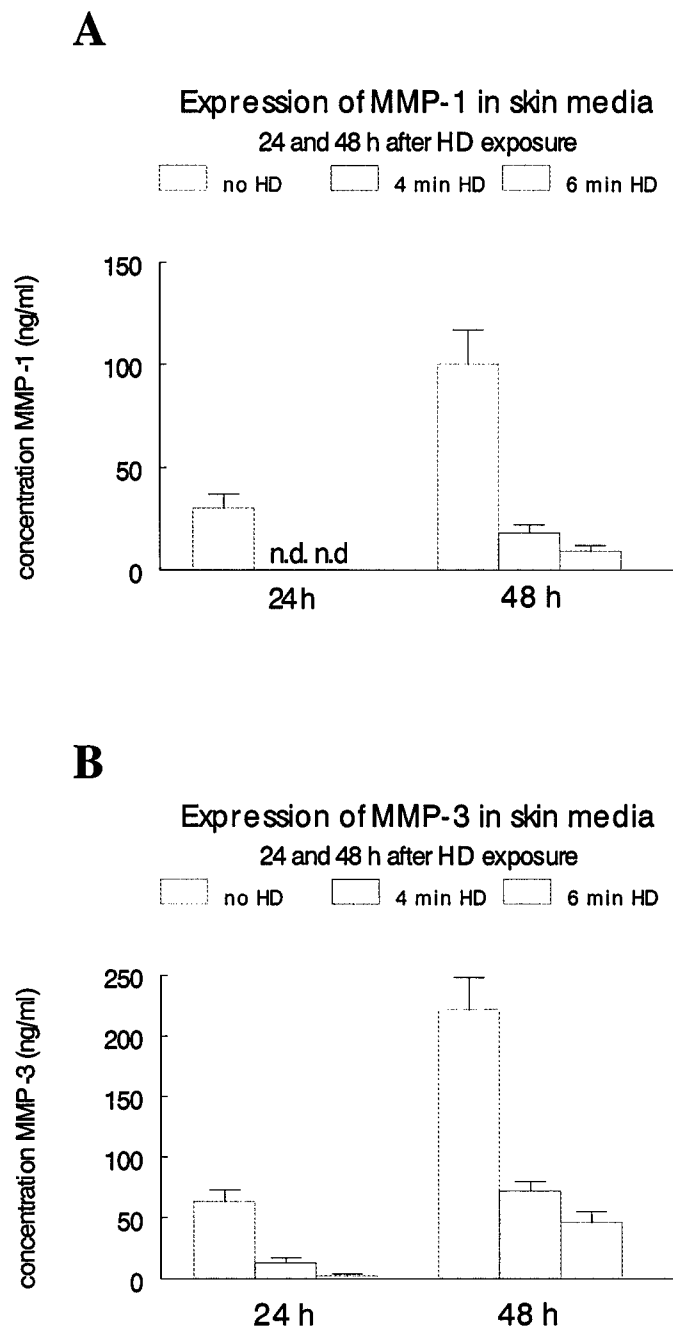 A
Expression of MMP-1 in skin media
24 and 48 h after HD exposure
no HD 4 min HD 6 min HD
concentration MMP-1 (ng/ml)
150
100
50
0
n.d. n.d
24h 48 h
B
Expression of MMP-3 in skin media
24 and 48 h after HD exposure
no HD 4 min HD 6 min HD
concentration MMP-3 (ng/ml)
250
200
150
100
50
0
24 h 48 h